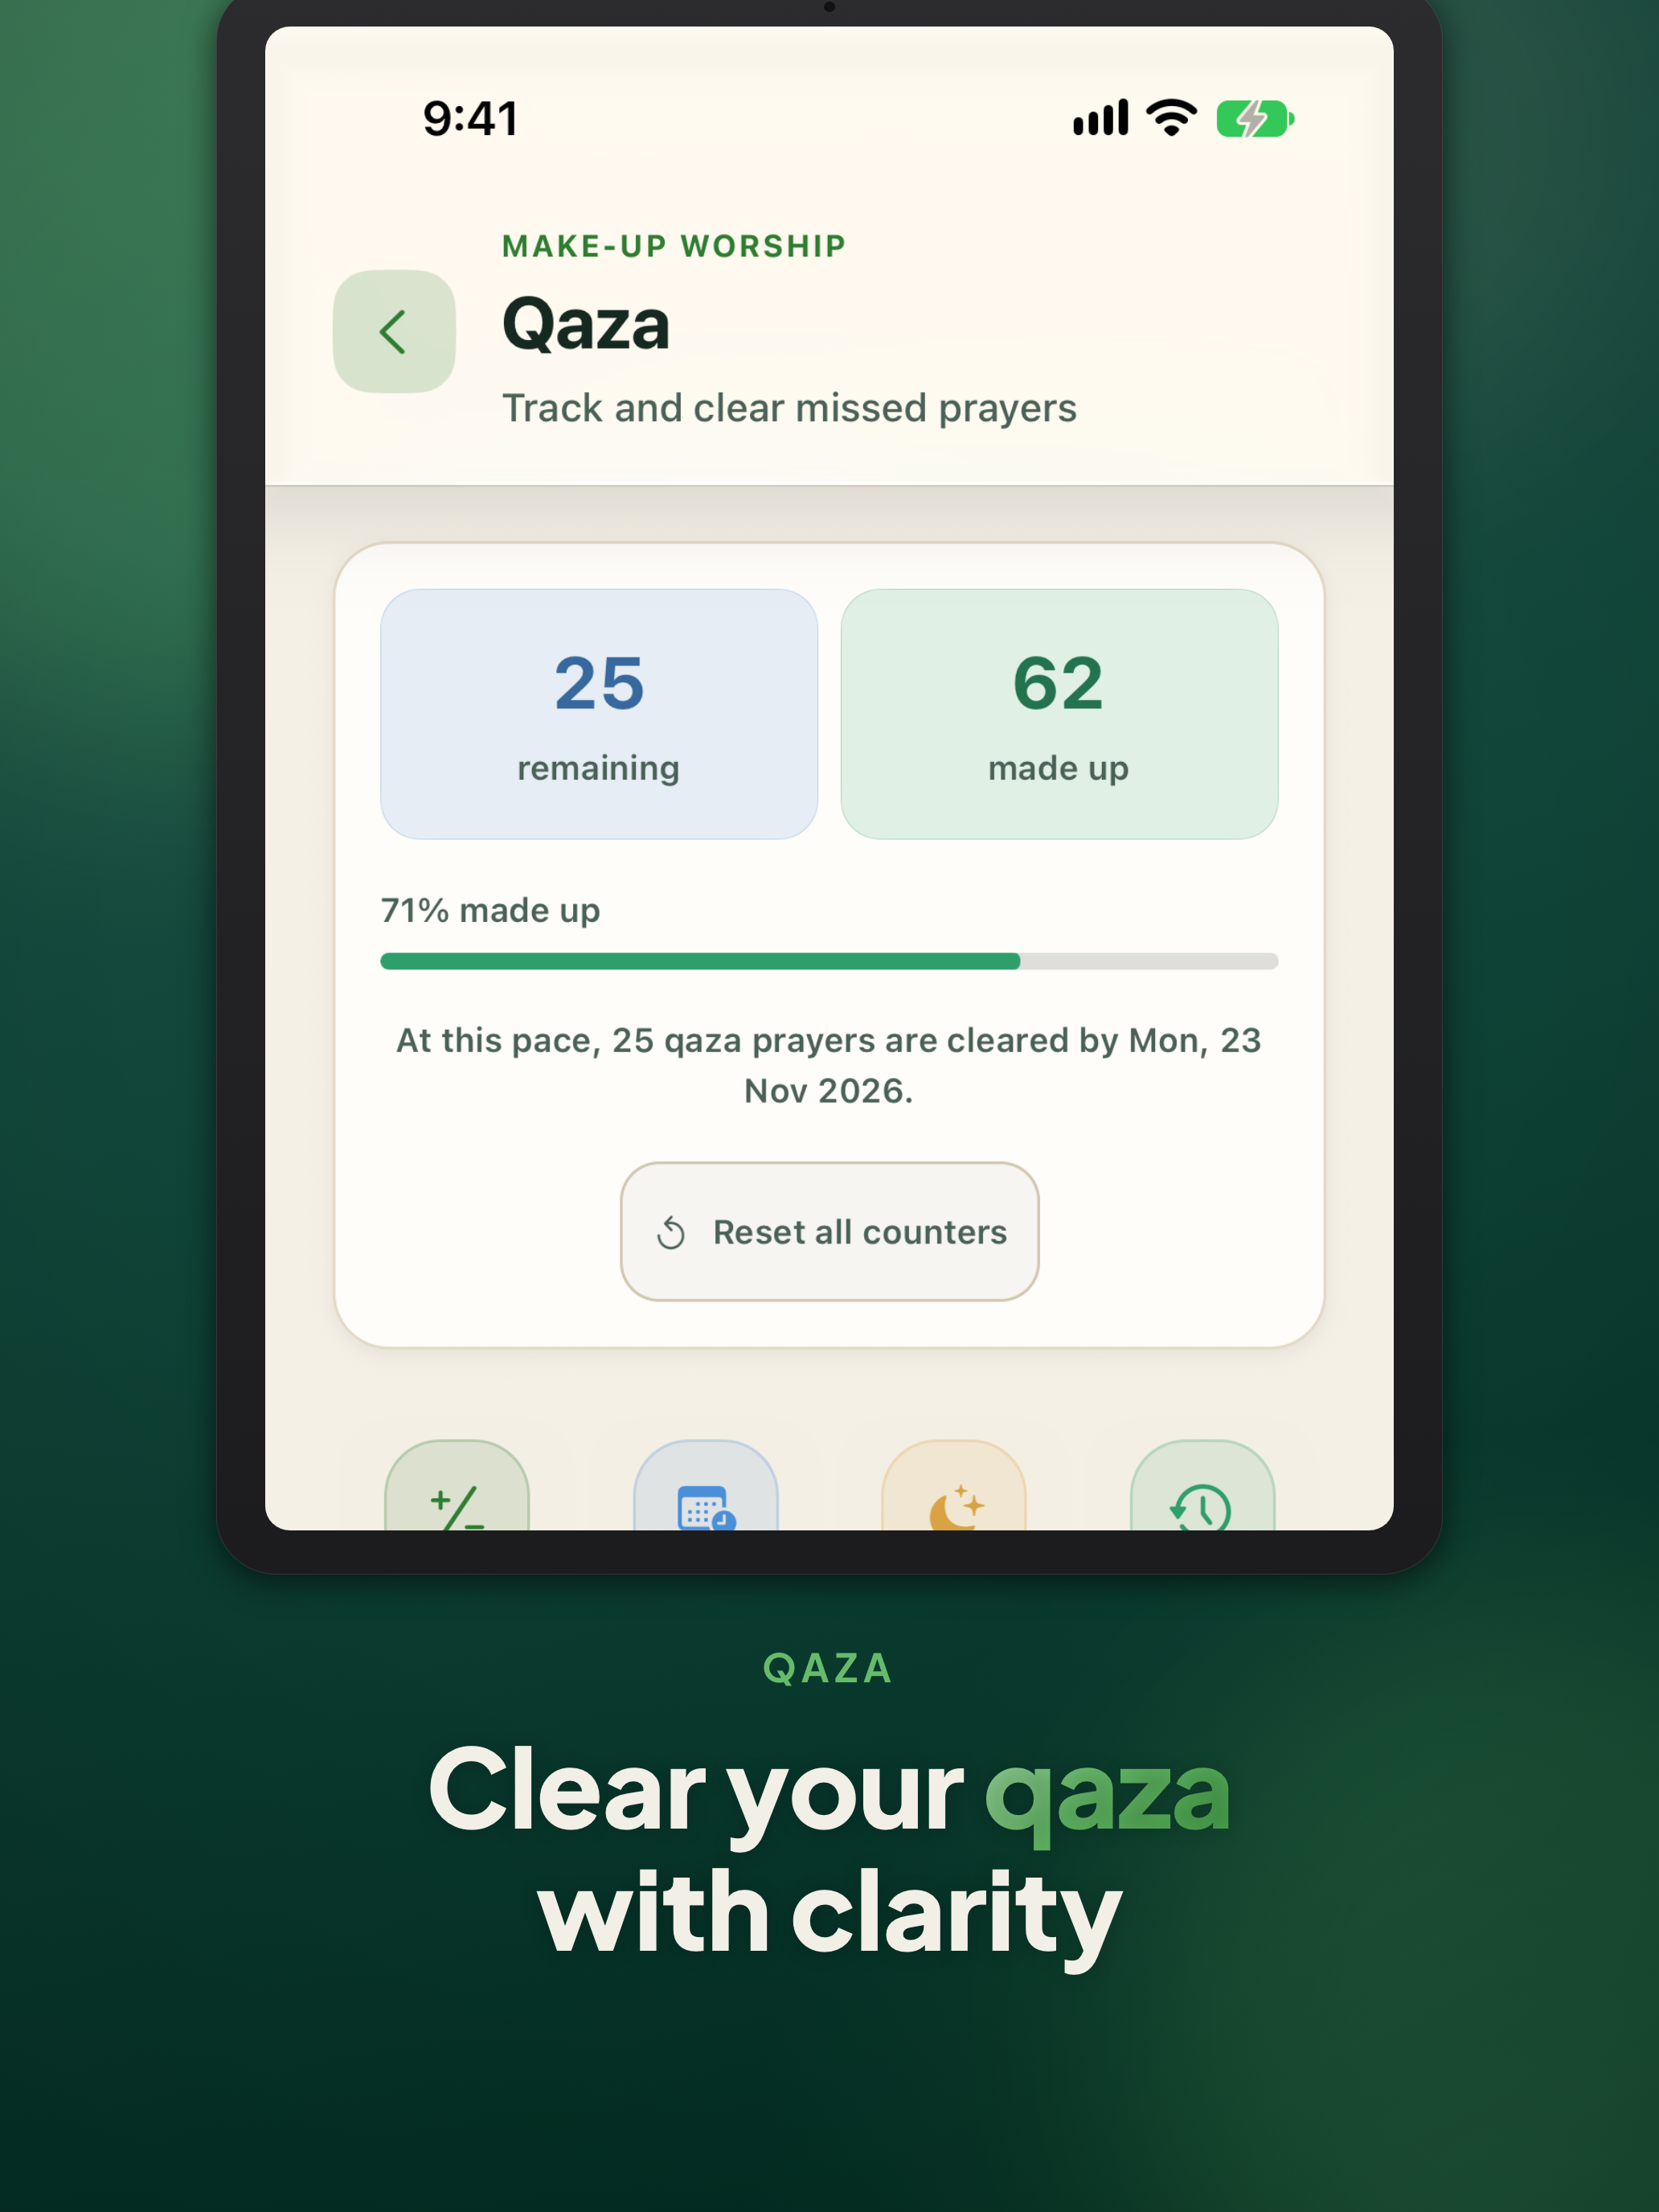 9:41
MAKE-UP WORSHIP
Qaza
Track and clear missed prayers
25
remaining
62
made up
71% made up
At this pace, 25 qaza prayers are cleared by Mon, 23
Nov 2026.
Reset all counters
QAZA
Clear your qaza
with clarity